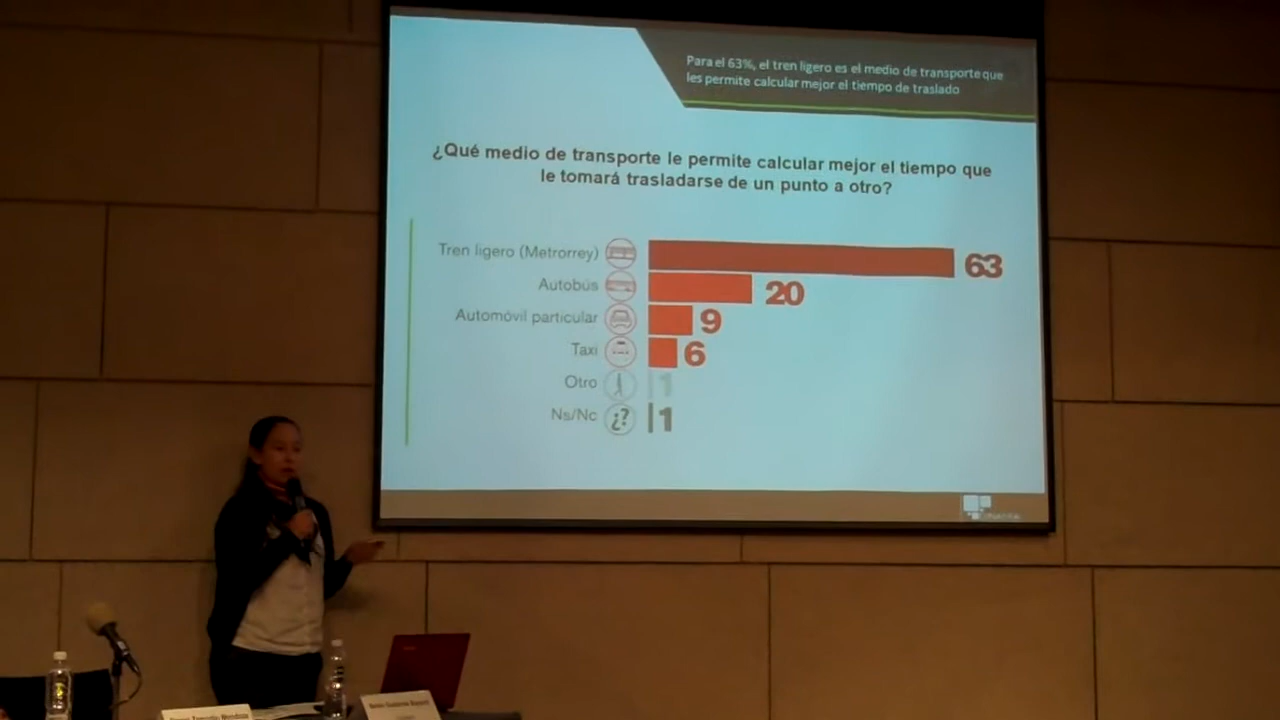 Para el 63%, el tren ligero es el medio de transporte que
les permite calcular mejor el tiempo de traslado
¿Qué medio de transporte le permite calcular mejor el tiempo que
le tomará trasladarse de un punto a otro?
Tren ligero (Metrorrey) 63
Autobús 20
Automóvil particular 9
Taxi 6
Otro 1
Ns/Nc ¿? 1